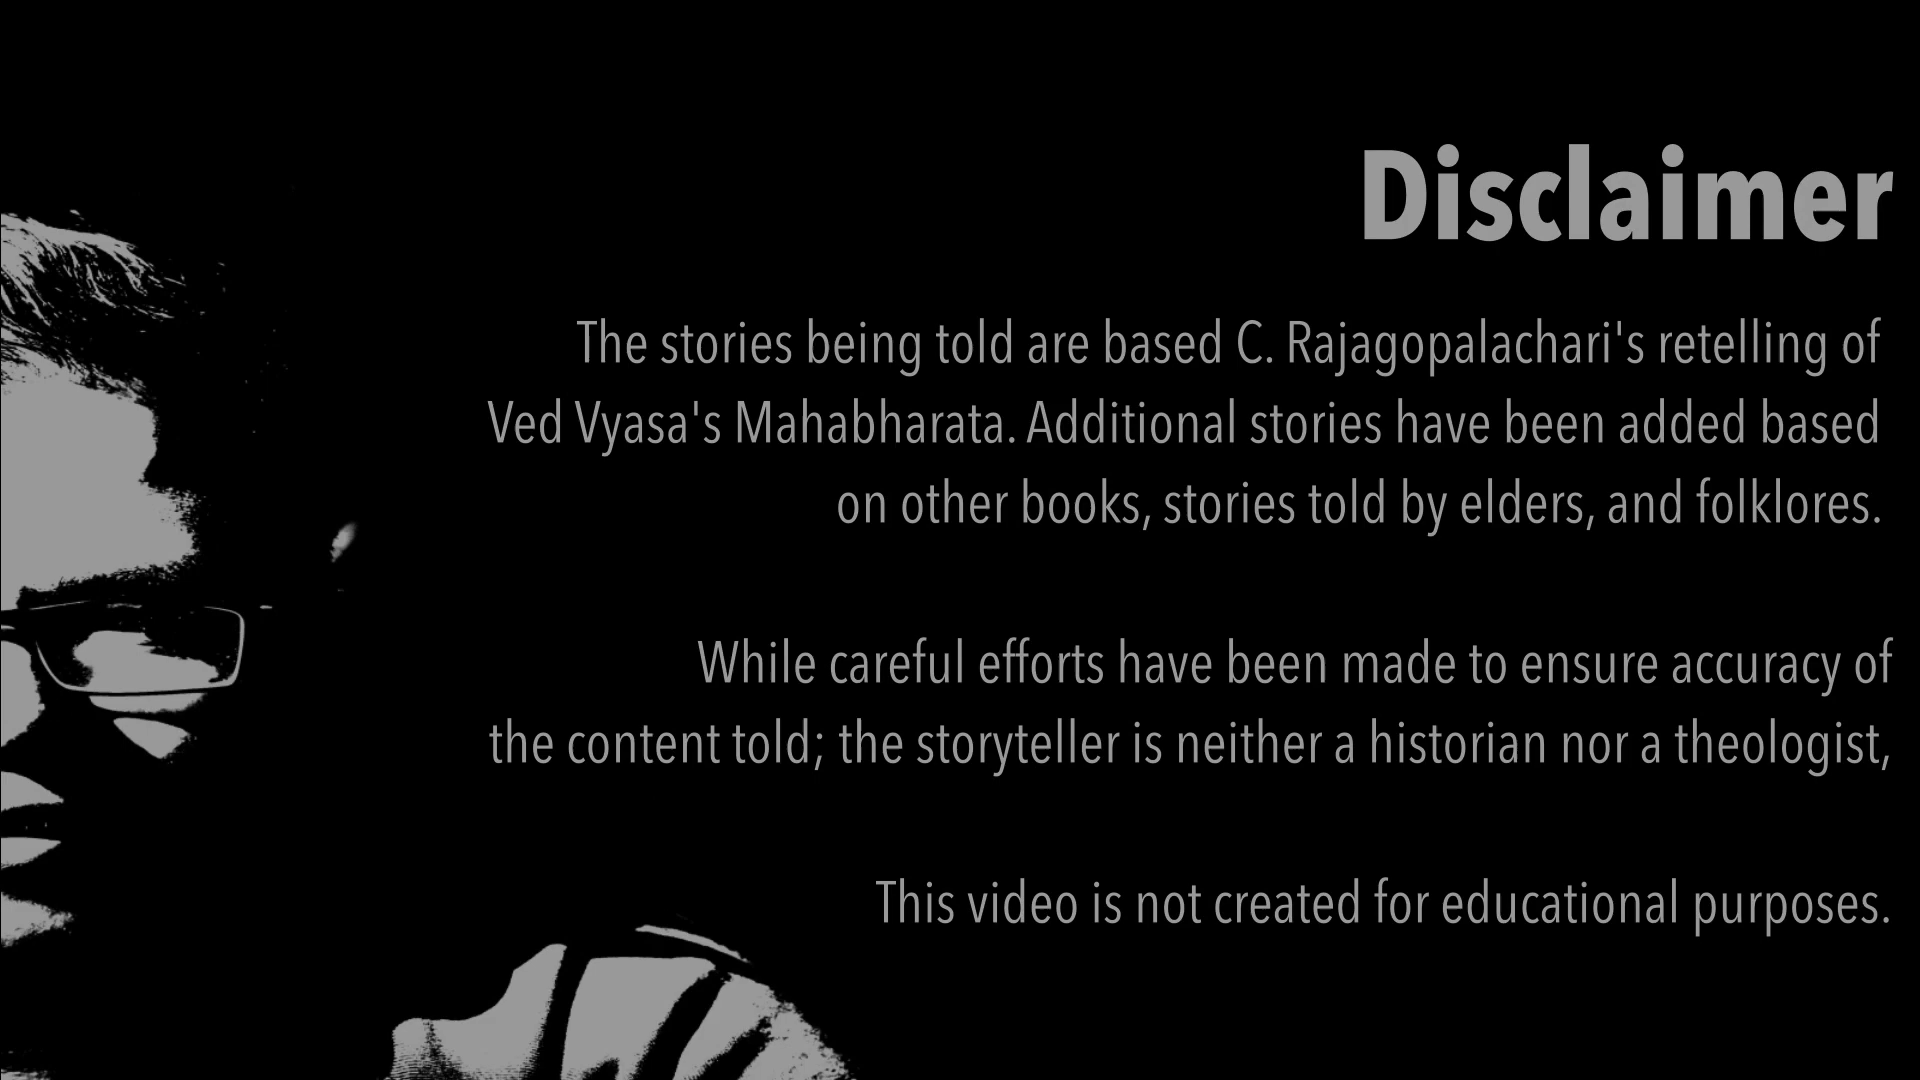 Disclaimer
The stories being told are based C. Rajagopalachari's retelling of
Ved Vyasa's Mahabharata. Additional stories have been added based
on other books, stories told by elders, and folklores.
While careful efforts have been made to ensure accuracy of
the content told; the storyteller is neither a historian nor a theologist,
This video is not created for educational purposes.